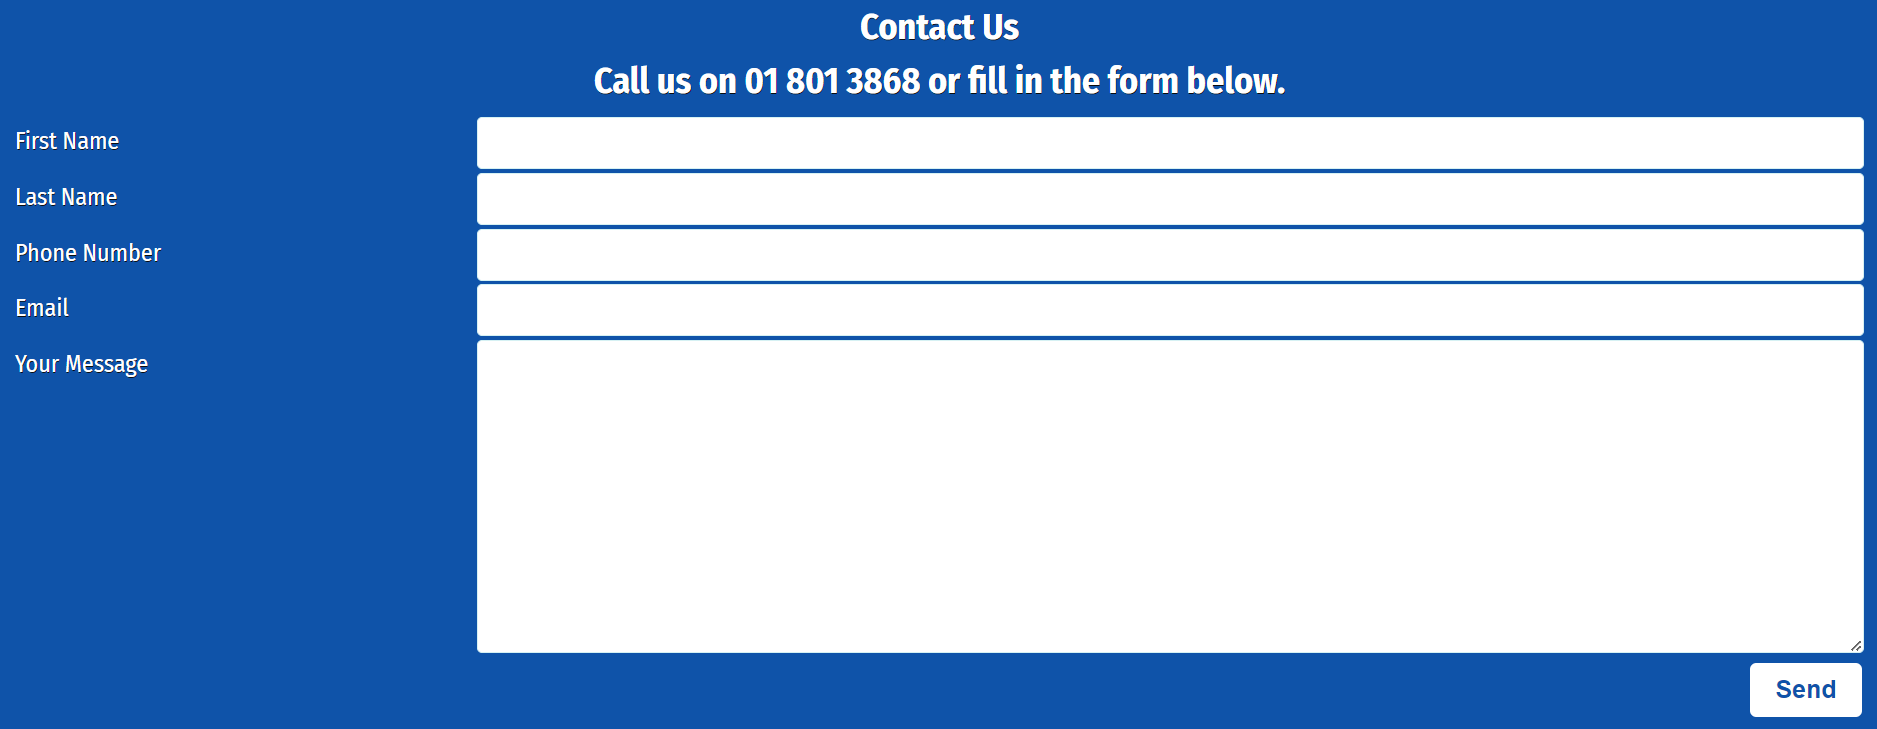 Contact Us
Call us on 01 801 3868 or fill in the form below.
First Name
Last Name
Phone Number
Email
Your Message
Send